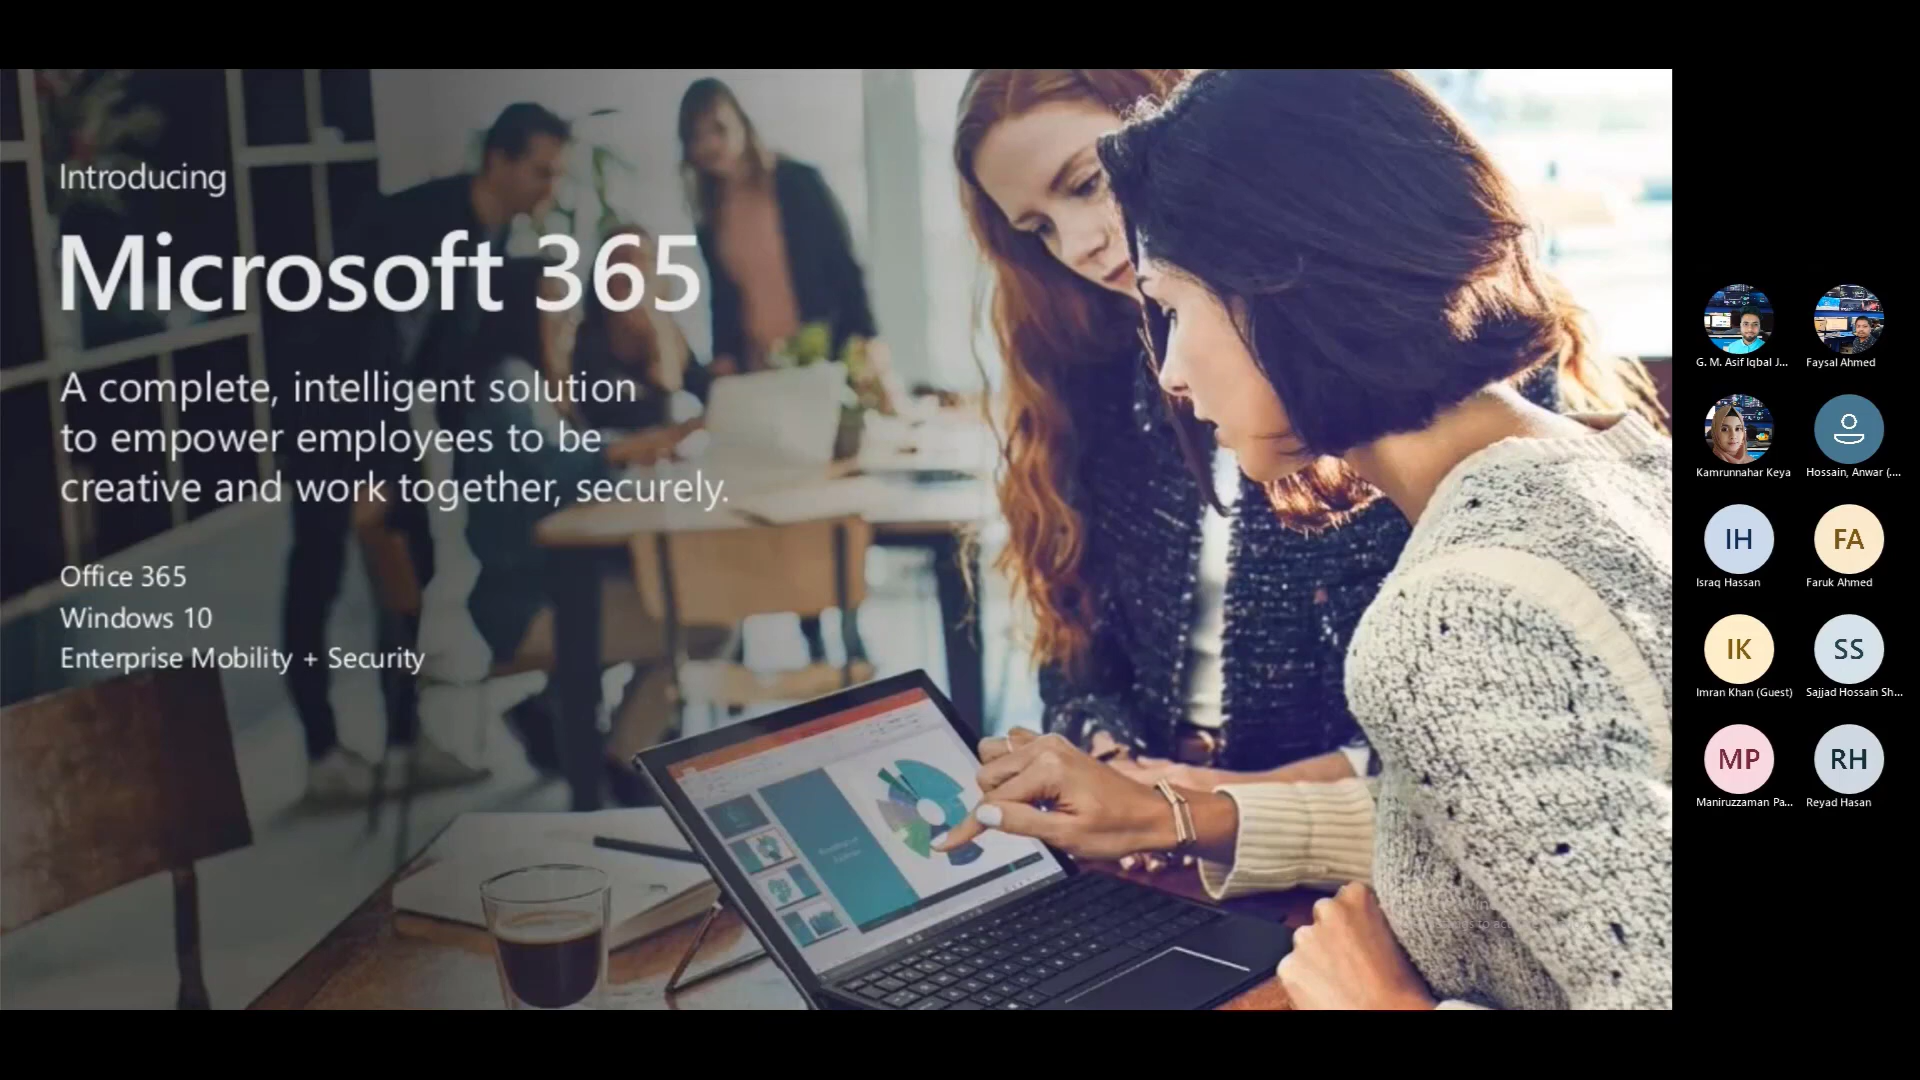 Introducing
Microsoft 365
A complete, intelligent solution
to empower employees to be
creative and work together, securely.
Office 365
Windows 10
Enterprise Mobility + Security
G. M. Asif Iqbal J...
Faysal Ahmed
Kamrunnahar Keya
Hossain, Anwar (....
IH
Israq Hassan
FA
Faruk Ahmed
IK
Imran Khan (Guest)
SS
Sajjad Hossain Sh...
MP
Maniruzzaman Pa...
RH
Reyad Hasan